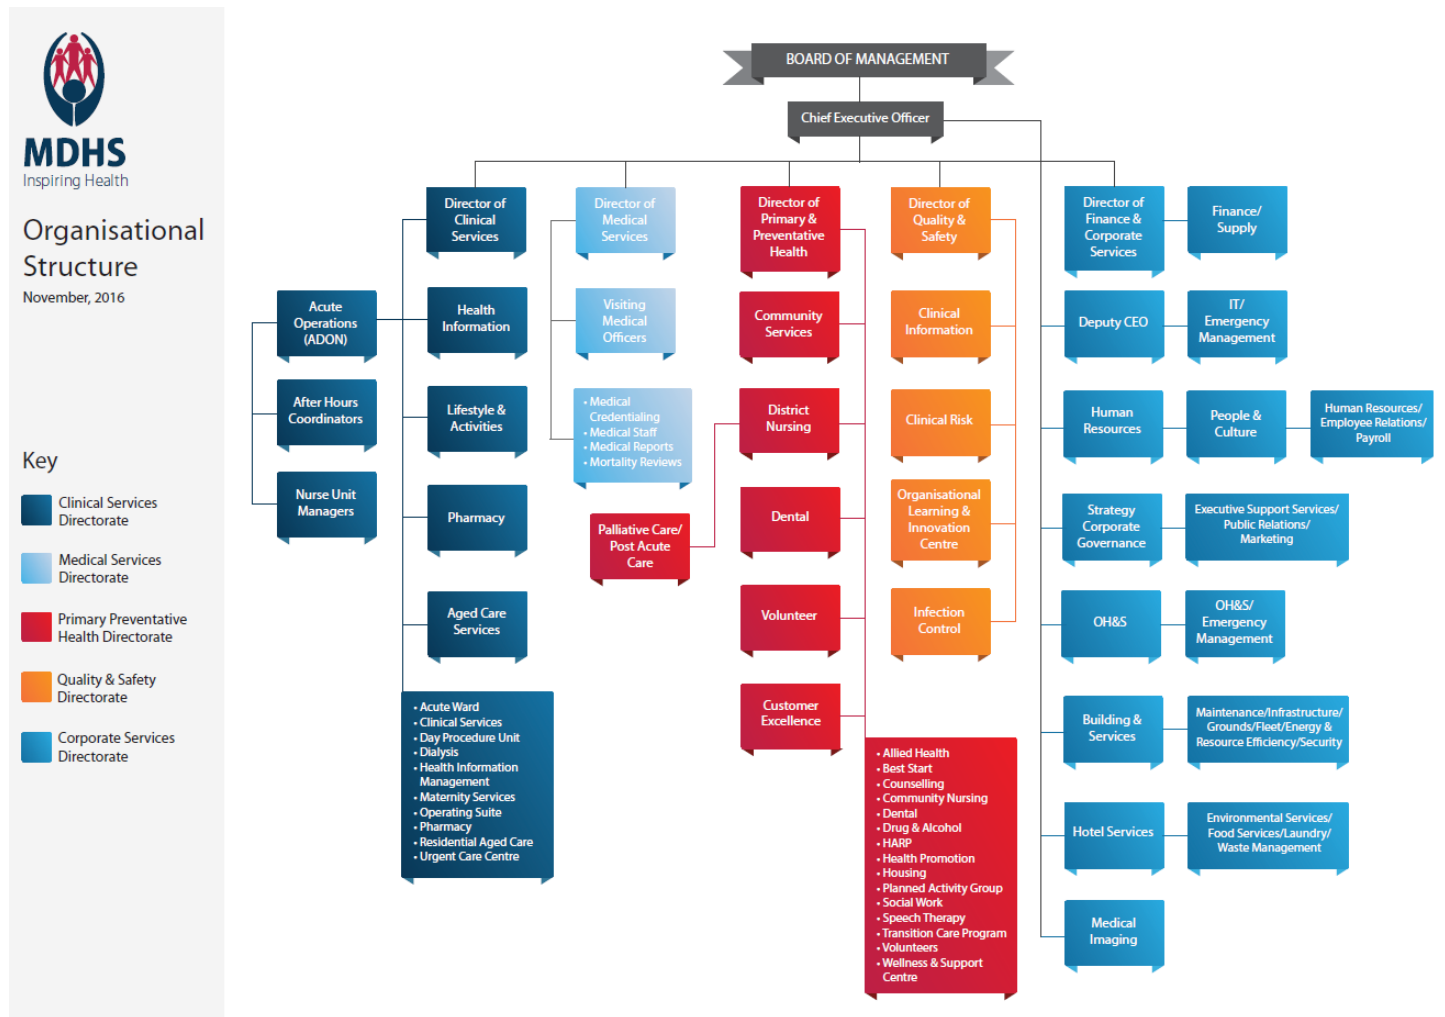 MDHS
Inspiring Health
Organisational
Structure
November, 2016
Key
Clinical Services
Directorate
Medical Services
Directorate
Primary Preventative
Health Directorate
Quality & Safety
Directorate
Corporate Services
Directorate
BOARD OF MANAGEMENT
Chief Executive Officer
Director of
Clinical
Services
Acute
Operations
(ADON)
After Hours
Coordinators
Nurse Unit
Managers
Health
Information
Lifestyle &
Activities
Pharmacy
Aged Care
Services
• Acute Ward
• Clinical Services
• Day Procedure Unit
• Dialysis
• Health Information
Management
• Maternity Services
• Operating Suite
• Pharmacy
• Residential Aged Care
• Urgent Care Centre
Director of
Medical
Services
Visiting
Medical
Officers
• Medical
Credentialing
• Medical Staff
• Medical Reports
• Mortality Reviews
Director of
Primary &
Preventative
Health
Community
Services
District
Nursing
Palliative Care/
Post Acute
Care
Dental
Volunteer
Customer
Excellence
• Allied Health
• Best Start
• Counselling
• Community Nursing
• Dental
• Drug & Alcohol
• HARP
• Health Promotion
• Housing
• Planned Activity Group
• Social Work
• Speech Therapy
• Transition Care Program
• Volunteers
• Wellness & Support
Centre
Director of
Quality &
Safety
Clinical
Information
Clinical Risk
Organisational
Learning &
Innovation
Centre
Infection
Control
Director of
Finance &
Corporate
Services
Finance/
Supply
Deputy CEO
IT/
Emergency
Management
Human
Resources
People &
Culture
Human Resources/
Employee Relations/
Payroll
Strategy
Corporate
Governance
Executive Support Services/
Public Relations/
Marketing
OH&S
OH&S/
Emergency
Management
Building &
Services
Maintenance/Infrastructure/
Grounds/Fleet/Energy &
Resource Efficiency/Security
Hotel Services
Environmental Services/
Food Services/Laundry/
Waste Management
Medical
Imaging